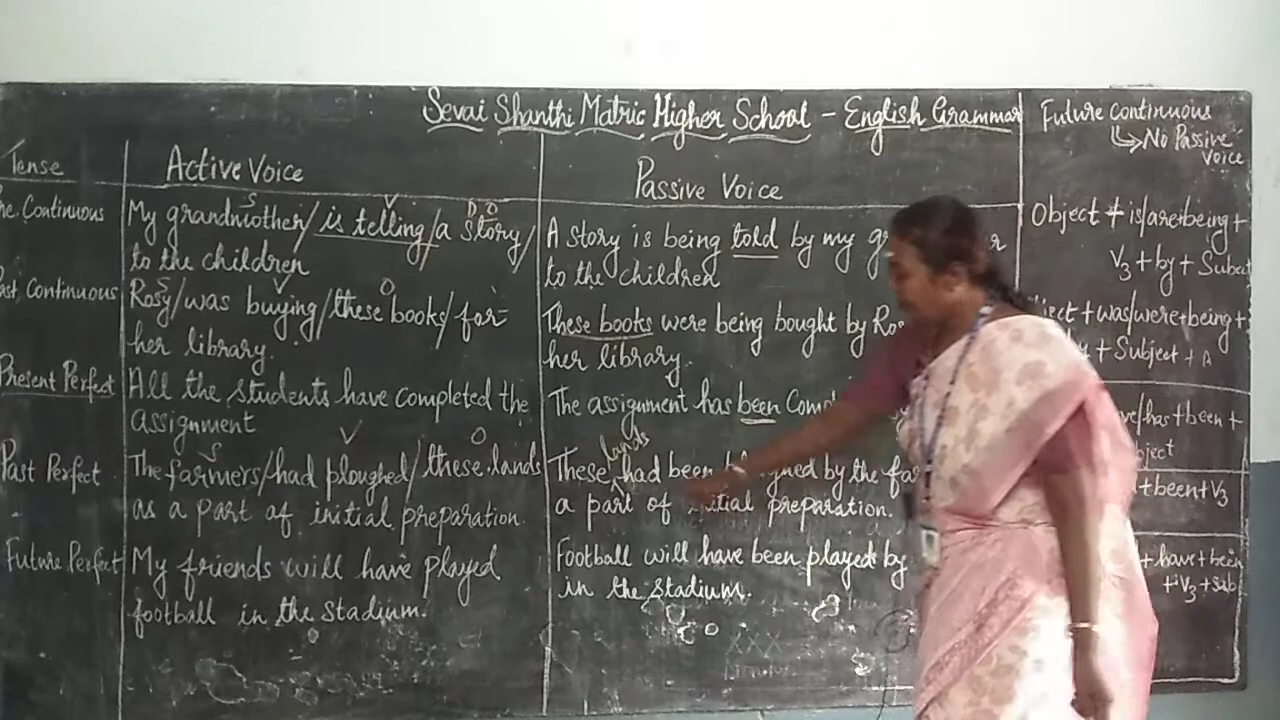 Sevai Shanthi Matric Higher School - English Grammar
Future Continuous
No Passive
Voice
Tense
Active Voice
Passive Voice
Continuous
S
V
D O
My grandmother/ is telling/a story/
to the children
A story is being told by my
to the children
Object + is/are+being+
V3 + by + Subect
Continuous
S
V
O
Rosy/was buying/these books/for
her library.
These books were being bought by
her library.
+ was/were+being+
+ Subject + A
Present Perfect
All the students have completed the
assignment
The assignment has been
has+been+
Past Perfect
S
V
O
The farmers/had ploughed/these lands
as a part of initial preparation.
lands
These had been by the
a part of initial preparation.
+been+V3
Future Perfect
My friends will have played
football in the stadium.
Football will have been played by
in the stadium.
+ have + been
+V3 + sub